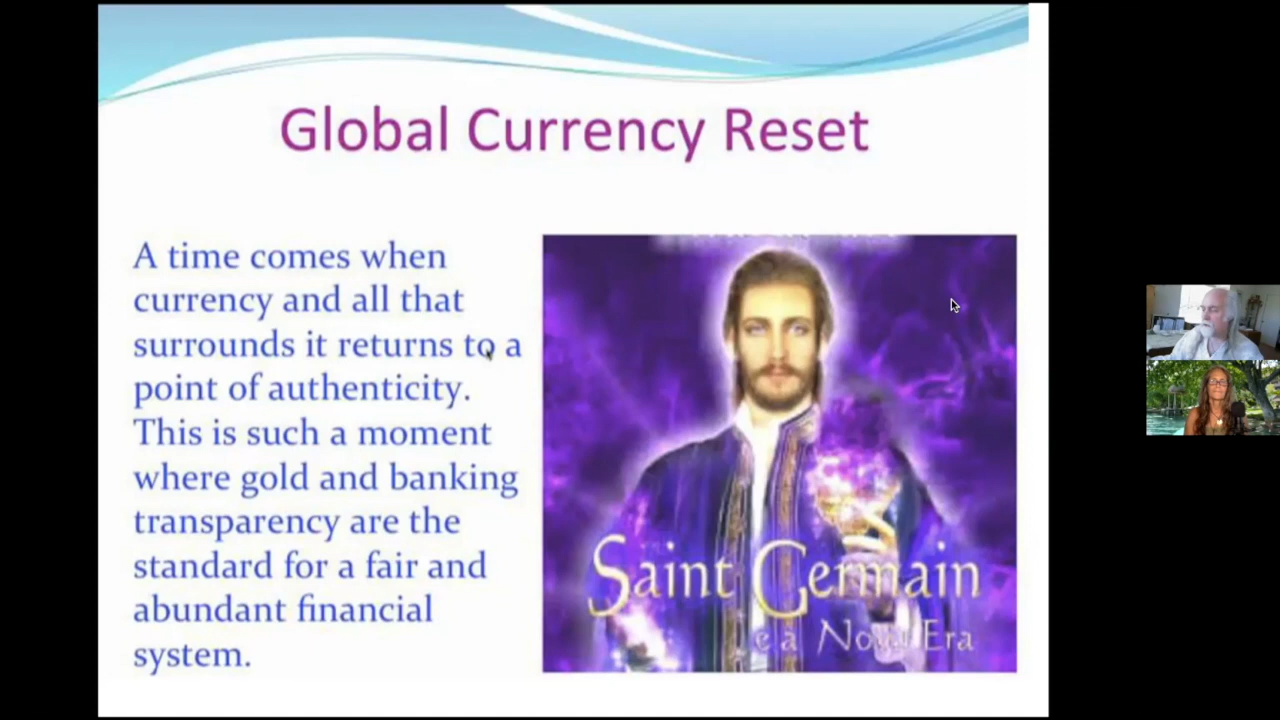 Global Currency Reset
A time comes when
currency and all that
surrounds it returns to a
point of authenticity.
This is such a moment
where gold and banking
transparency are the
standard for a fair and
abundant financial
system.
Saint Germain
e a Nova Era